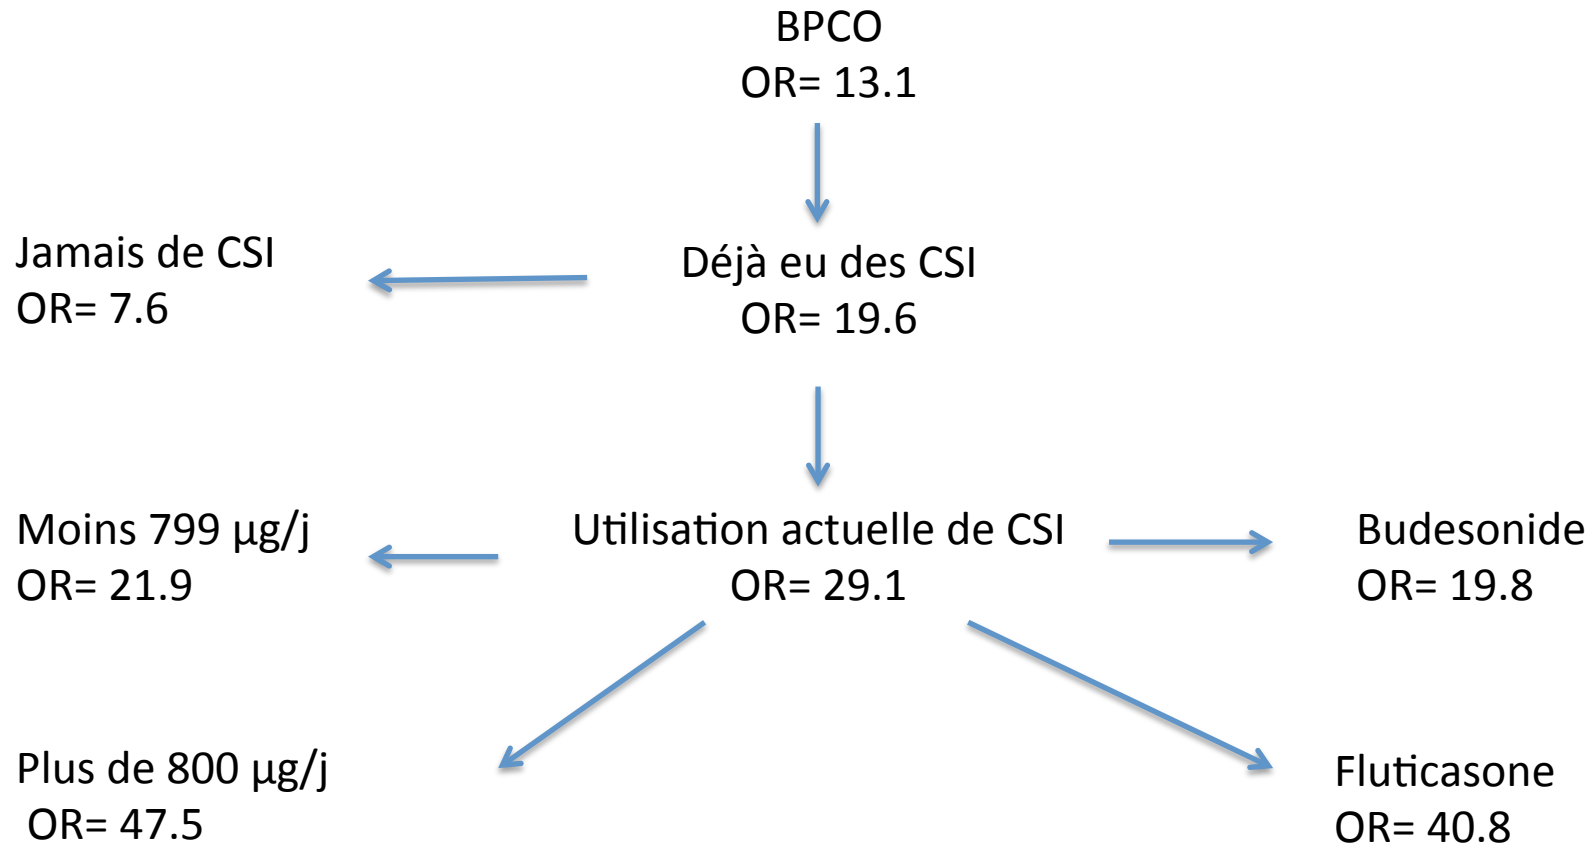 BPCO
OR= 13.1
Jamais de CSI
OR= 7.6
Déjà eu des CSI
OR= 19.6
Moins 799 µg/j
OR= 21.9
Utilisation actuelle de CSI
OR= 29.1
Budesonide
OR= 19.8
Plus de 800 µg/j
OR= 47.5
Fluticasone
OR= 40.8